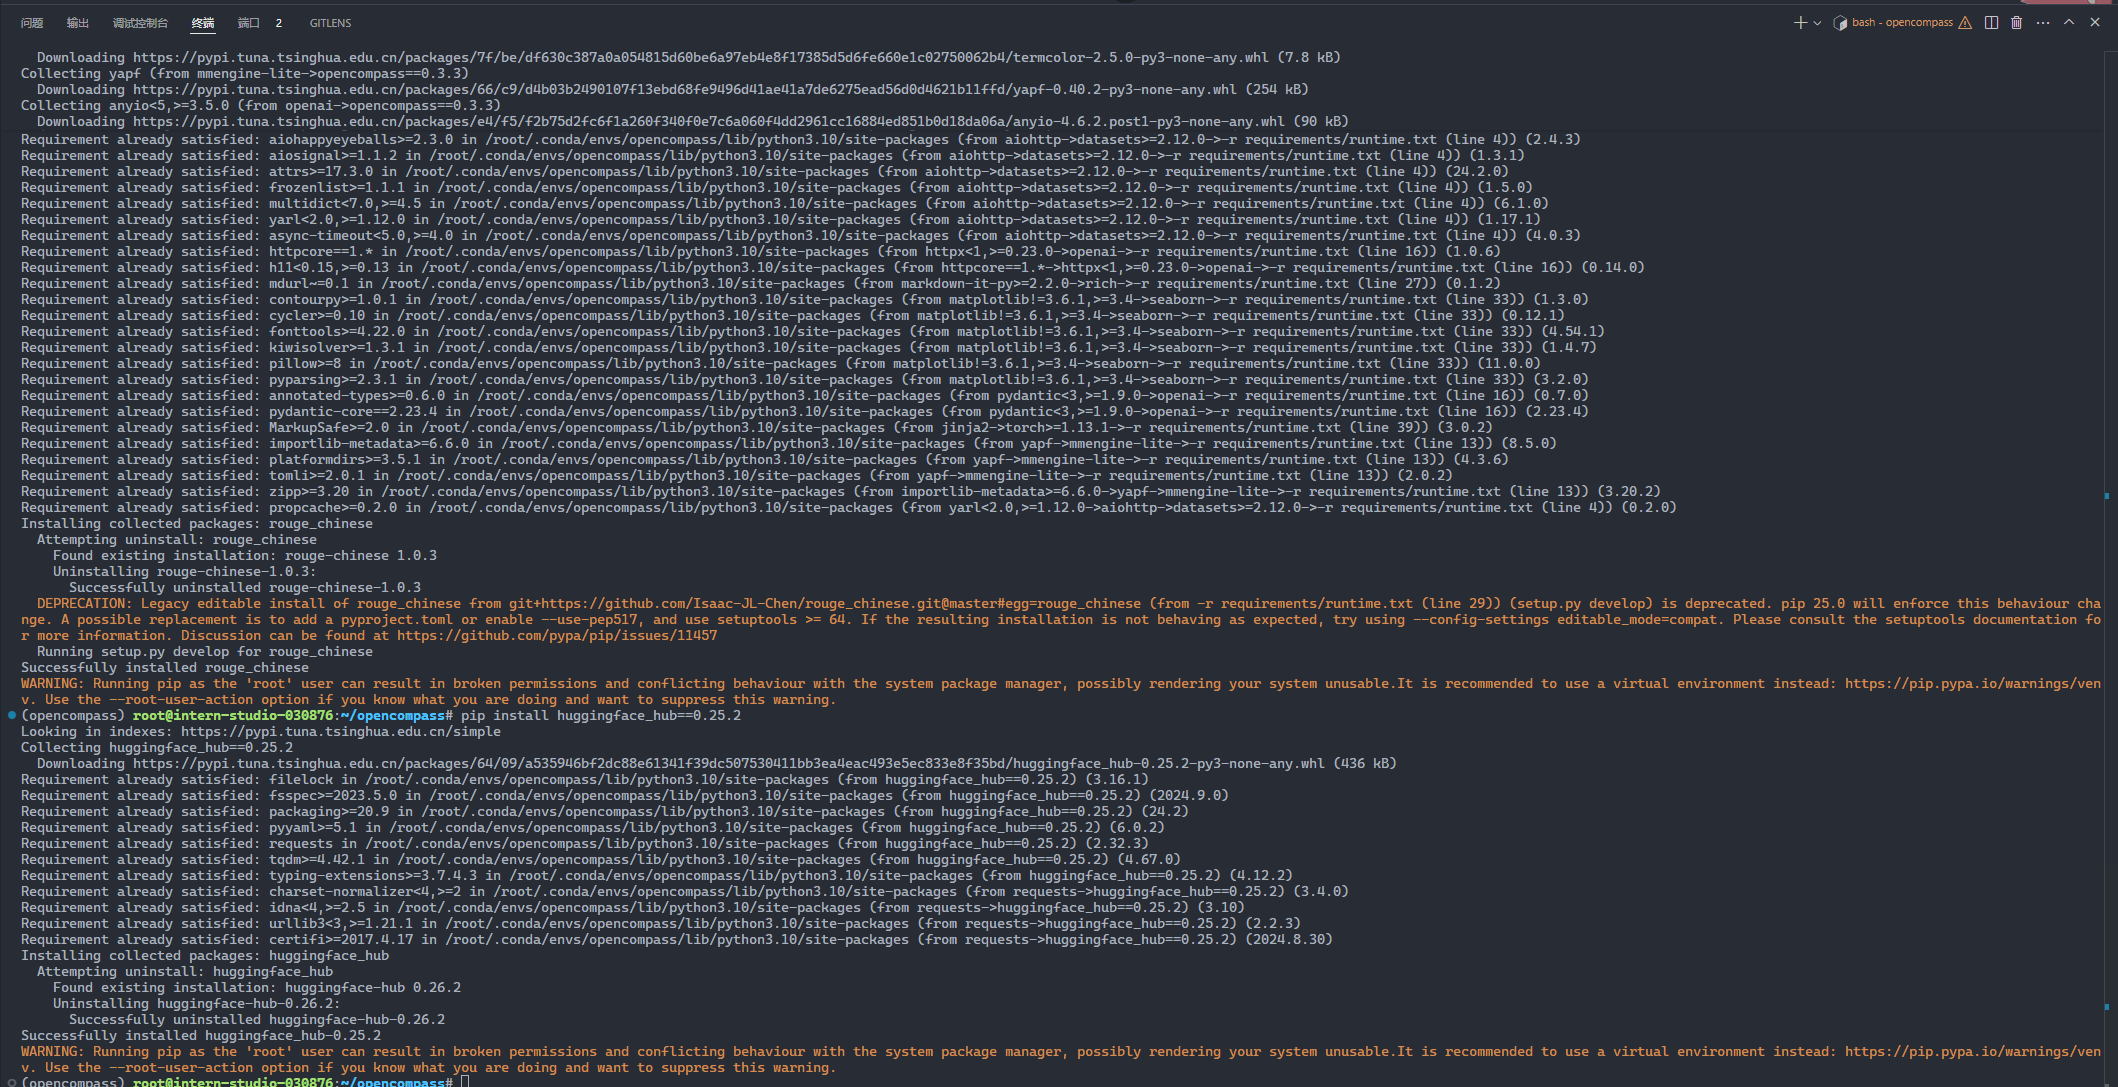 问题 输出 调试控制台 终端 端口 2 GITLENS bash - opencompass
Downloading https://pypi.tuna.tsinghua.edu.cn/packages/7f/be/df630c387a0a054815d60be6a97eb4e8f17385d5d6fe660e1c02750062b4/termcolor-2.5.0-py3-none-any.whl (7.8 kB)
Collecting yapf (from mmengine-lite->opencompass==0.3.3)
Downloading https://pypi.tuna.tsinghua.edu.cn/packages/66/c9/d4b03b2490107f13ebd68fe9496d41ae41a7de6275ead56d0d4621b11ffd/yapf-0.40.2-py3-none-any.whl (254 kB)
Collecting anyio<5,>=3.5.0 (from openai->opencompass==0.3.3)
Downloading https://pypi.tuna.tsinghua.edu.cn/packages/e4/f5/f2b75d2fc6f1a260f340f0e7c6a060f4dd2961cc16884ed851b0d18da06a/anyio-4.6.2.post1-py3-none-any.whl (90 kB)
Requirement already satisfied: aiohappyeyeballs>=2.3.0 in /root/.conda/envs/opencompass/lib/python3.10/site-packages (from aiohttp->datasets>=2.12.0->-r requirements/runtime.txt (line 4)) (2.4.3)
Requirement already satisfied: aiosignal>=1.1.2 in /root/.conda/envs/opencompass/lib/python3.10/site-packages (from aiohttp->datasets>=2.12.0->-r requirements/runtime.txt (line 4)) (1.3.1)
Requirement already satisfied: attrs>=17.3.0 in /root/.conda/envs/opencompass/lib/python3.10/site-packages (from aiohttp->datasets>=2.12.0->-r requirements/runtime.txt (line 4)) (24.2.0)
Requirement already satisfied: frozenlist>=1.1.1 in /root/.conda/envs/opencompass/lib/python3.10/site-packages (from aiohttp->datasets>=2.12.0->-r requirements/runtime.txt (line 4)) (1.5.0)
Requirement already satisfied: multidict<7.0,>=4.5 in /root/.conda/envs/opencompass/lib/python3.10/site-packages (from aiohttp->datasets>=2.12.0->-r requirements/runtime.txt (line 4)) (6.1.0)
Requirement already satisfied: yarl<2.0,>=1.12.0 in /root/.conda/envs/opencompass/lib/python3.10/site-packages (from aiohttp->datasets>=2.12.0->-r requirements/runtime.txt (line 4)) (1.17.1)
Requirement already satisfied: async-timeout<5.0,>=4.0 in /root/.conda/envs/opencompass/lib/python3.10/site-packages (from aiohttp->datasets>=2.12.0->-r requirements/runtime.txt (line 4)) (4.0.3)
Requirement already satisfied: httpcore==1.* in /root/.conda/envs/opencompass/lib/python3.10/site-packages (from httpx<1,>=0.23.0->openai->-r requirements/runtime.txt (line 16)) (1.0.6)
Requirement already satisfied: h11<0.15,>=0.13 in /root/.conda/envs/opencompass/lib/python3.10/site-packages (from httpcore==1.*->httpx<1,>=0.23.0->openai->-r requirements/runtime.txt (line 16)) (0.14.0)
Requirement already satisfied: mdurl~=0.1 in /root/.conda/envs/opencompass/lib/python3.10/site-packages (from markdown-it-py>=2.2.0->rich->-r requirements/runtime.txt (line 27)) (0.1.2)
Requirement already satisfied: contourpy>=1.0.1 in /root/.conda/envs/opencompass/lib/python3.10/site-packages (from matplotlib!=3.6.1,>=3.4->seaborn->-r requirements/runtime.txt (line 33)) (1.3.0)
Requirement already satisfied: cycler>=0.10 in /root/.conda/envs/opencompass/lib/python3.10/site-packages (from matplotlib!=3.6.1,>=3.4->seaborn->-r requirements/runtime.txt (line 33)) (0.12.1)
Requirement already satisfied: fonttools>=4.22.0 in /root/.conda/envs/opencompass/lib/python3.10/site-packages (from matplotlib!=3.6.1,>=3.4->seaborn->-r requirements/runtime.txt (line 33)) (4.54.1)
Requirement already satisfied: kiwisolver>=1.3.1 in /root/.conda/envs/opencompass/lib/python3.10/site-packages (from matplotlib!=3.6.1,>=3.4->seaborn->-r requirements/runtime.txt (line 33)) (1.4.7)
Requirement already satisfied: pillow>=8 in /root/.conda/envs/opencompass/lib/python3.10/site-packages (from matplotlib!=3.6.1,>=3.4->seaborn->-r requirements/runtime.txt (line 33)) (11.0.0)
Requirement already satisfied: pyparsing>=2.3.1 in /root/.conda/envs/opencompass/lib/python3.10/site-packages (from matplotlib!=3.6.1,>=3.4->seaborn->-r requirements/runtime.txt (line 33)) (3.2.0)
Requirement already satisfied: annotated-types>=0.6.0 in /root/.conda/envs/opencompass/lib/python3.10/site-packages (from pydantic<3,>=1.9.0->openai->-r requirements/runtime.txt (line 16)) (0.7.0)
Requirement already satisfied: pydantic-core==2.23.4 in /root/.conda/envs/opencompass/lib/python3.10/site-packages (from pydantic<3,>=1.9.0->openai->-r requirements/runtime.txt (line 16)) (2.23.4)
Requirement already satisfied: MarkupSafe>=2.0 in /root/.conda/envs/opencompass/lib/python3.10/site-packages (from jinja2->torch>=1.13.1->-r requirements/runtime.txt (line 39)) (3.0.2)
Requirement already satisfied: importlib-metadata>=6.6.0 in /root/.conda/envs/opencompass/lib/python3.10/site-packages (from yapf->mmengine-lite->-r requirements/runtime.txt (line 13)) (8.5.0)
Requirement already satisfied: platformdirs>=3.5.1 in /root/.conda/envs/opencompass/lib/python3.10/site-packages (from yapf->mmengine-lite->-r requirements/runtime.txt (line 13)) (4.3.6)
Requirement already satisfied: tomli>=2.0.1 in /root/.conda/envs/opencompass/lib/python3.10/site-packages (from yapf->mmengine-lite->-r requirements/runtime.txt (line 13)) (2.0.2)
Requirement already satisfied: zipp>=3.20 in /root/.conda/envs/opencompass/lib/python3.10/site-packages (from importlib-metadata>=6.6.0->yapf->mmengine-lite->-r requirements/runtime.txt (line 13)) (3.20.2)
Requirement already satisfied: propcache>=0.2.0 in /root/.conda/envs/opencompass/lib/python3.10/site-packages (from yarl<2.0,>=1.12.0->aiohttp->datasets>=2.12.0->-r requirements/runtime.txt (line 4)) (0.2.0)
Installing collected packages: rouge_chinese
Attempting uninstall: rouge_chinese
Found existing installation: rouge-chinese 1.0.3
Uninstalling rouge-chinese-1.0.3:
Successfully uninstalled rouge-chinese-1.0.3
DEPRECATION: Legacy editable install of rouge_chinese from git+https://github.com/Isaac-JL-Chen/rouge_chinese.git@master#egg=rouge_chinese (from -r requirements/runtime.txt (line 29)) (setup.py develop) is deprecated. pip 25.0 will enforce this behaviour cha
nge. A possible replacement is to add a pyproject.toml or enable --use-pep517, and use setuptools >= 64. If the resulting installation is not behaving as expected, try using --config-settings editable_mode=compat. Please consult the setuptools documentation fo
r more information. Discussion can be found at https://github.com/pypa/pip/issues/11457
Running setup.py develop for rouge_chinese
Successfully installed rouge_chinese
WARNING: Running pip as the 'root' user can result in broken permissions and conflicting behaviour with the system package manager, possibly rendering your system unusable.It is recommended to use a virtual environment instead: https://pip.pypa.io/warnings/ven
v. Use the --root-user-action option if you know what you are doing and want to suppress this warning.
(opencompass) root@intern-studio-030876:~/opencompass# pip install huggingface_hub==0.25.2
Looking in indexes: https://pypi.tuna.tsinghua.edu.cn/simple
Collecting huggingface_hub==0.25.2
Downloading https://pypi.tuna.tsinghua.edu.cn/packages/64/09/a535946bf2dc88e61341f39dc507530411bb3ea4eac493e5ec833e8f35bd/huggingface_hub-0.25.2-py3-none-any.whl (436 kB)
Requirement already satisfied: filelock in /root/.conda/envs/opencompass/lib/python3.10/site-packages (from huggingface_hub==0.25.2) (3.16.1)
Requirement already satisfied: fsspec>=2023.5.0 in /root/.conda/envs/opencompass/lib/python3.10/site-packages (from huggingface_hub==0.25.2) (2024.9.0)
Requirement already satisfied: packaging>=20.9 in /root/.conda/envs/opencompass/lib/python3.10/site-packages (from huggingface_hub==0.25.2) (24.2)
Requirement already satisfied: pyyaml>=5.1 in /root/.conda/envs/opencompass/lib/python3.10/site-packages (from huggingface_hub==0.25.2) (6.0.2)
Requirement already satisfied: requests in /root/.conda/envs/opencompass/lib/python3.10/site-packages (from huggingface_hub==0.25.2) (2.32.3)
Requirement already satisfied: tqdm>=4.42.1 in /root/.conda/envs/opencompass/lib/python3.10/site-packages (from huggingface_hub==0.25.2) (4.67.0)
Requirement already satisfied: typing-extensions>=3.7.4.3 in /root/.conda/envs/opencompass/lib/python3.10/site-packages (from huggingface_hub==0.25.2) (4.12.2)
Requirement already satisfied: charset-normalizer<4,>=2 in /root/.conda/envs/opencompass/lib/python3.10/site-packages (from requests->huggingface_hub==0.25.2) (3.4.0)
Requirement already satisfied: idna<4,>=2.5 in /root/.conda/envs/opencompass/lib/python3.10/site-packages (from requests->huggingface_hub==0.25.2) (3.10)
Requirement already satisfied: urllib3<3,>=1.21.1 in /root/.conda/envs/opencompass/lib/python3.10/site-packages (from requests->huggingface_hub==0.25.2) (2.2.3)
Requirement already satisfied: certifi>=2017.4.17 in /root/.conda/envs/opencompass/lib/python3.10/site-packages (from requests->huggingface_hub==0.25.2) (2024.8.30)
Installing collected packages: huggingface_hub
Attempting uninstall: huggingface_hub
Found existing installation: huggingface-hub 0.26.2
Uninstalling huggingface-hub-0.26.2:
Successfully uninstalled huggingface-hub-0.26.2
Successfully installed huggingface_hub-0.25.2
WARNING: Running pip as the 'root' user can result in broken permissions and conflicting behaviour with the system package manager, possibly rendering your system unusable.It is recommended to use a virtual environment instead: https://pip.pypa.io/warnings/ven
v. Use the --root-user-action option if you know what you are doing and want to suppress this warning.
(opencompass) root@intern-studio-030876:~/opencompass#